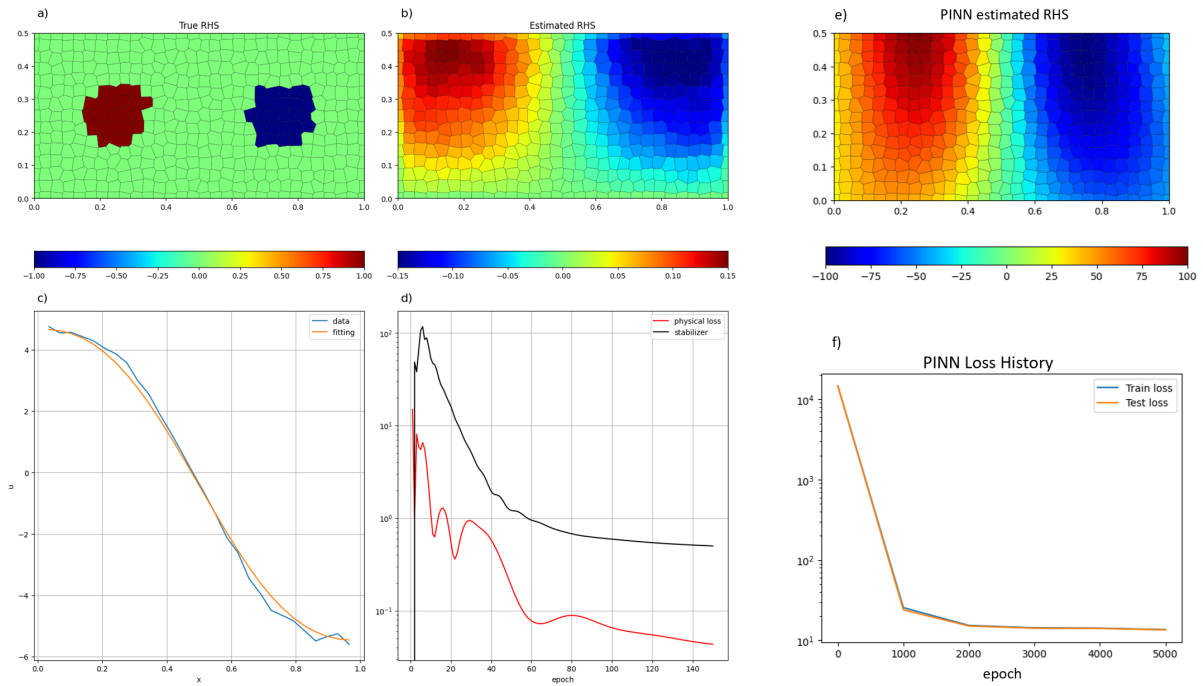 a)
True RHS
0.5
0.4
0.3
0.2
0.1
0.0
0.0 0.2 0.4 0.6 0.8 1.0
−1.00 −0.75 −0.50 −0.25 0.00 0.25 0.50 0.75 1.00
b)
Estimated RHS
0.5
0.4
0.3
0.2
0.1
0.0
0.0 0.2 0.4 0.6 0.8 1.0
−0.15 −0.10 −0.05 0.00 0.05 0.10 0.15
e)
PINN estimated RHS
0.5
0.4
0.3
0.2
0.1
0.0
0.0 0.2 0.4 0.6 0.8 1.0
−100 −75 −50 −25 0 25 50 75 100
c)
data
fitting
4
2
0
−2
−4
−6
u
0.0 0.2 0.4 0.6 0.8 1.0
x
d)
physical loss
stabilizer
10²
10¹
10⁰
10⁻¹
0 20 40 60 80 100 120 140
epoch
f)
PINN Loss History
Train loss
Test loss
10⁴
10³
10²
10¹
0 1000 2000 3000 4000 5000
epoch